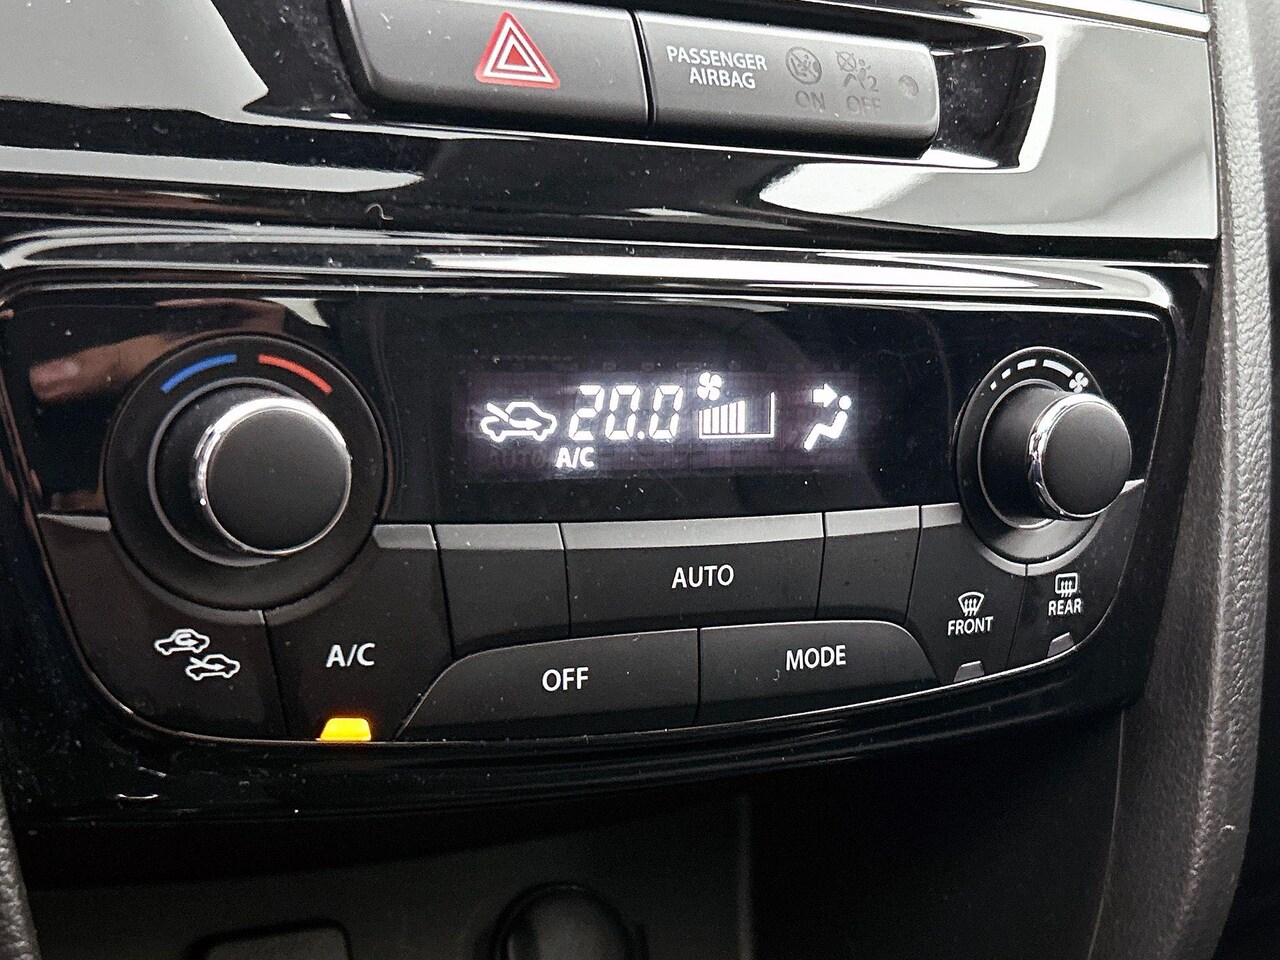 PASSENGER
AIRBAG
ON
OFF
20.0
A/C
AUTO
A/C
OFF
MODE
FRONT
REAR